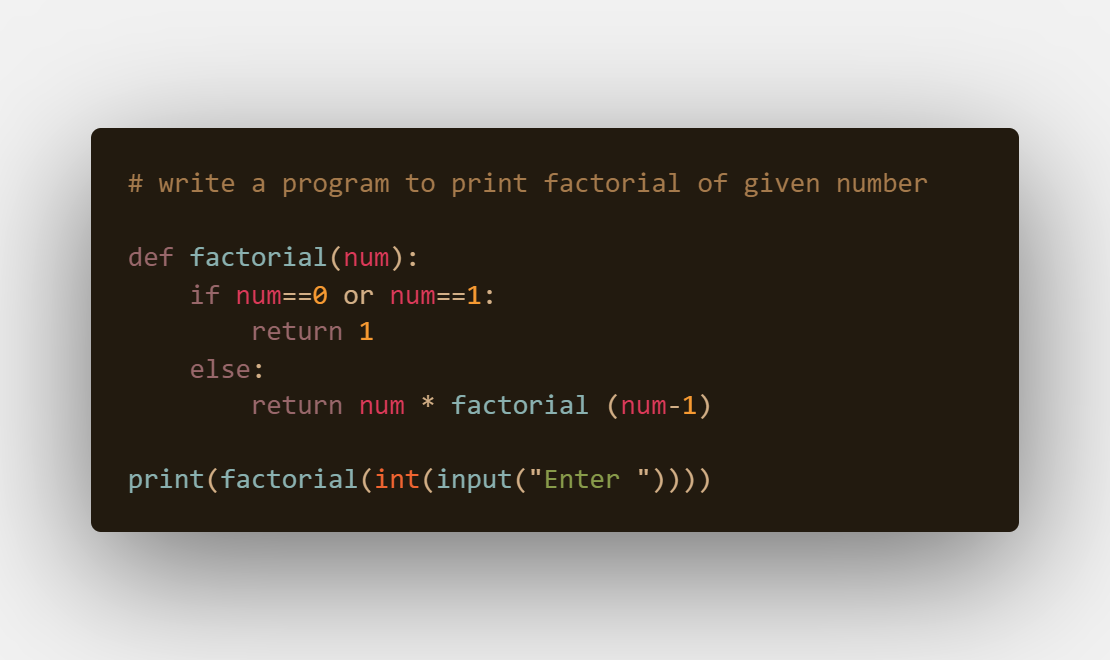 # write a program to print factorial of given number
def factorial(num):
    if num==0 or num==1:
        return 1
    else:
        return num * factorial (num-1)
print(factorial(int(input("Enter "))))